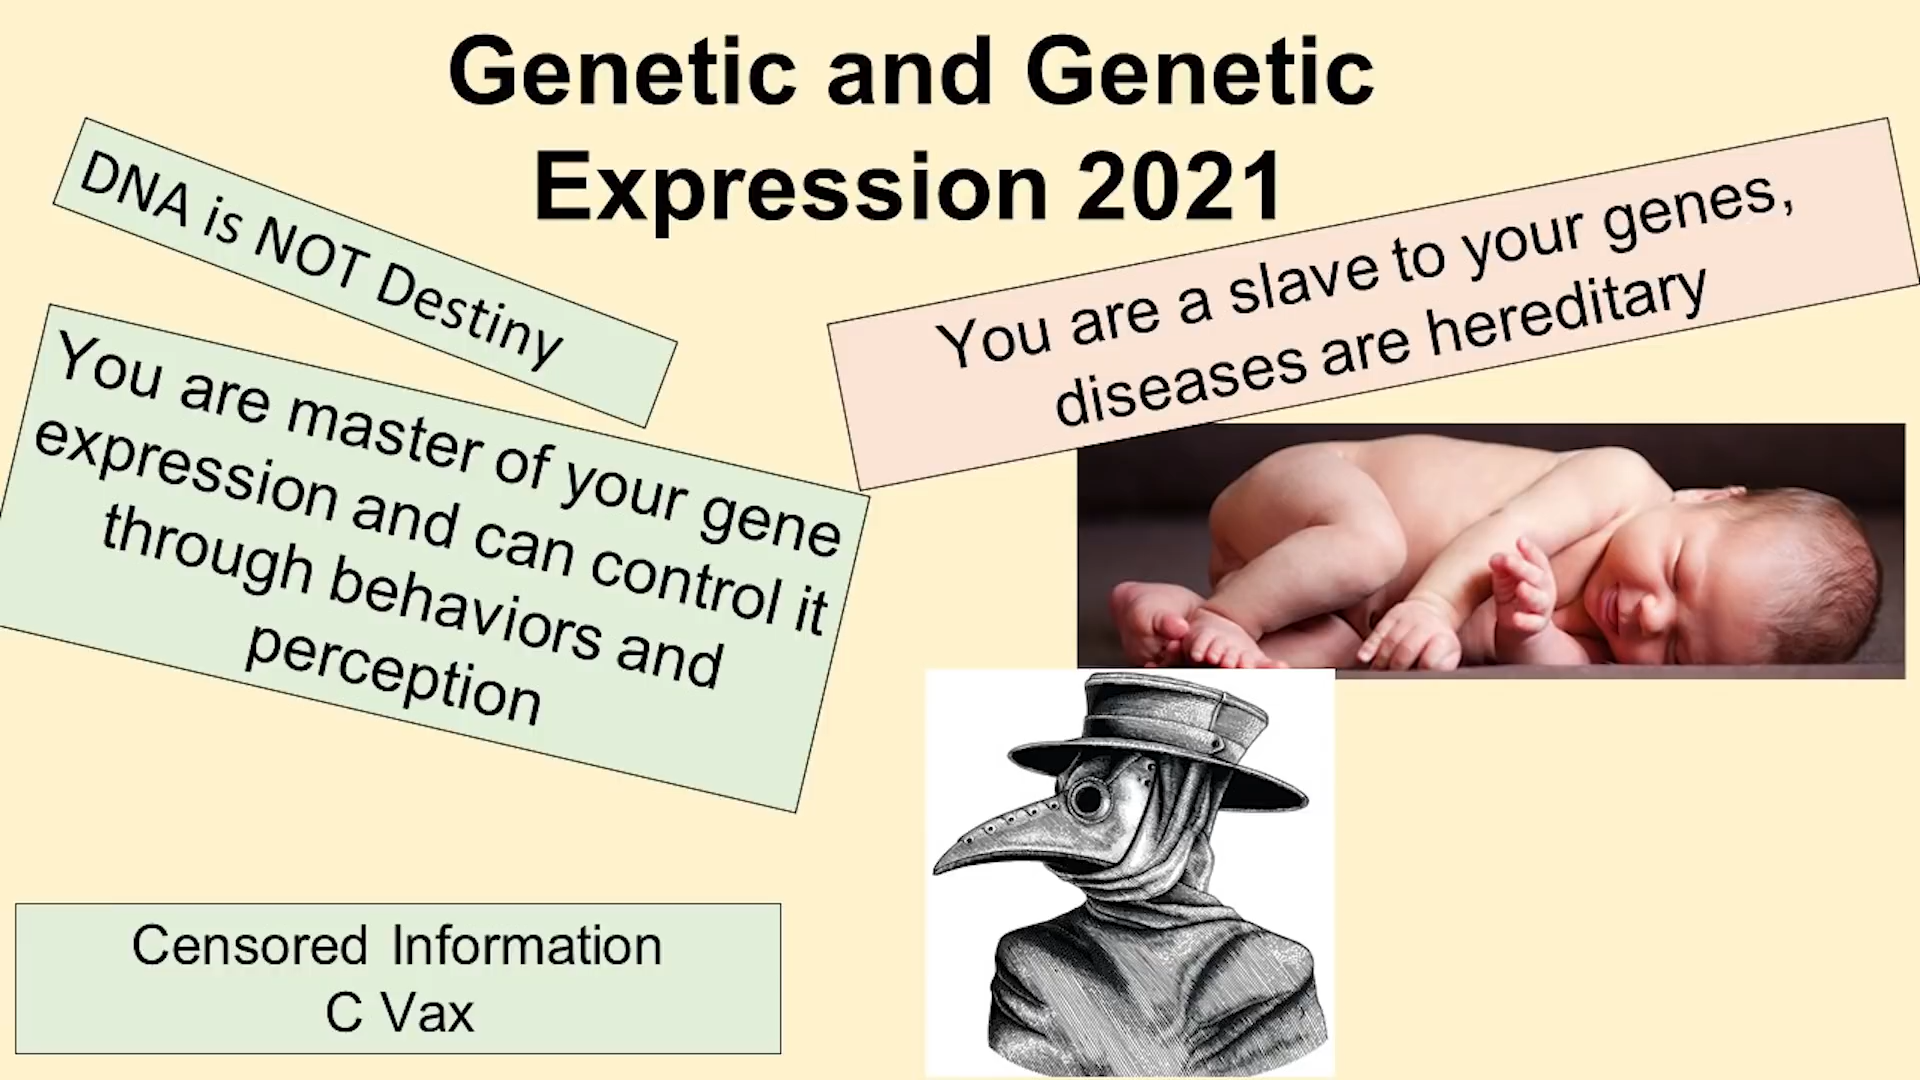 Genetic and Genetic
Expression 2021
DNA is NOT Destiny
You are a slave to your genes,
diseases are hereditary
You are master of your gene
expression and can control it
through behaviors and
perception
Censored Information
C Vax